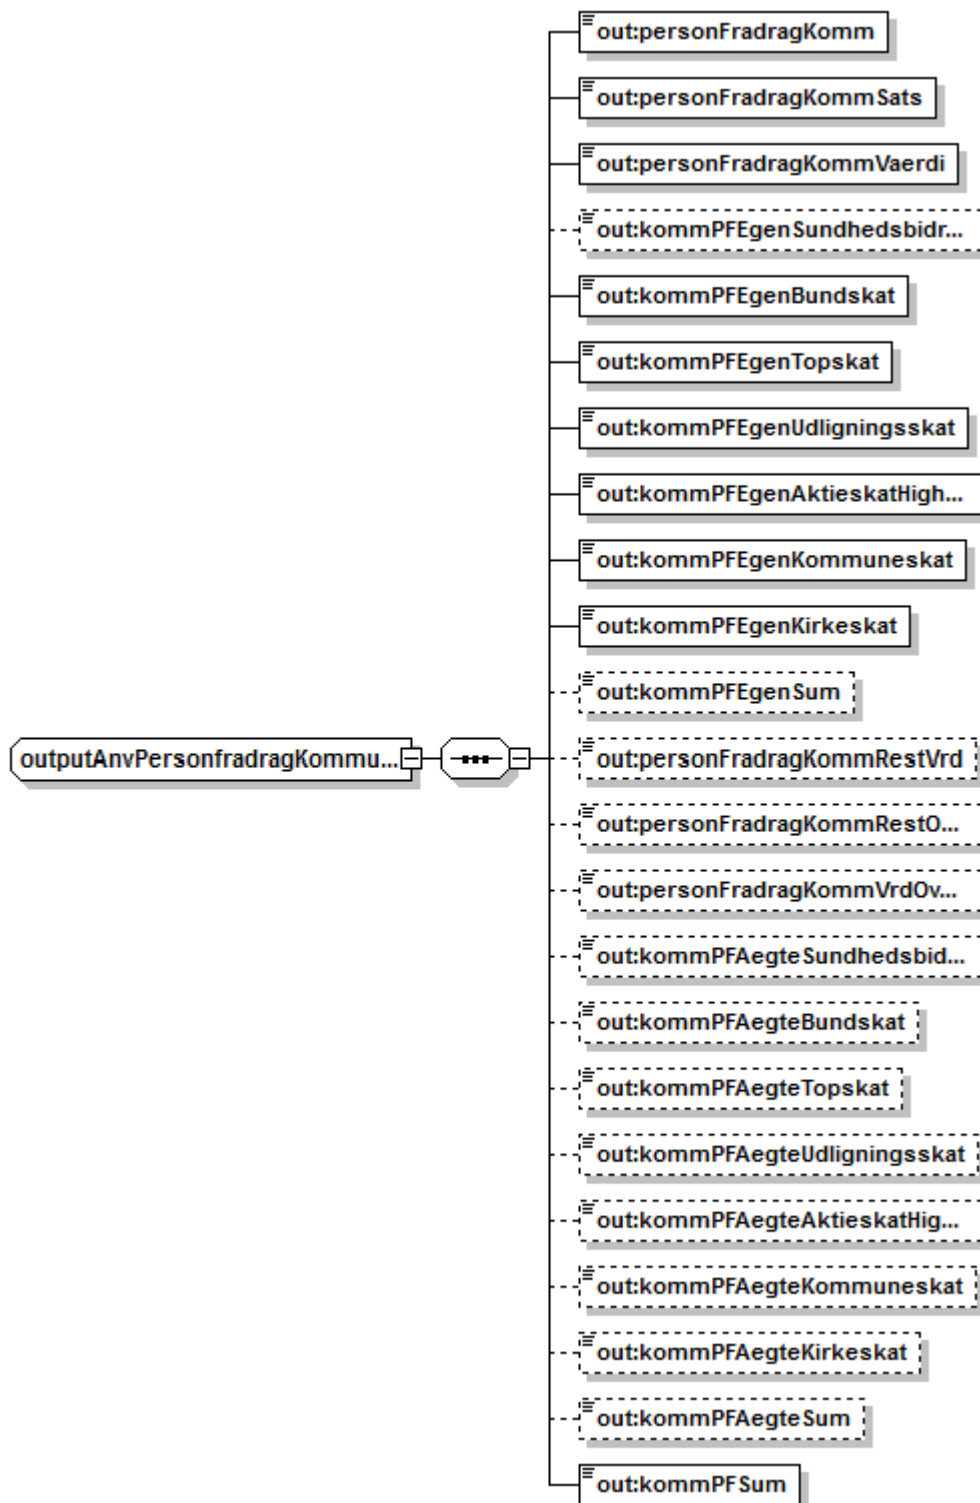 out:personFradragKomm
out:personFradragKommSats
out:personFradragKommVaerdi
out:kommPFEgenSundhedsbidr...
out:kommPFEgenBundskat
out:kommPFEgenTopskat
out:kommPFEgenUdligningsskat
out:kommPFEgenAktieskatHigh...
out:kommPFEgenKommuneskat
out:kommPFEgenKirkeskat
out:kommPFEgenSum
outputAnvPersonfradragKommu...
out:personFradragKommRestVrd
out:personFradragKommRestO...
out:personFradragKommVrdOv...
out:kommPFAegteSundhedsbid...
out:kommPFAegteBundskat
out:kommPFAegteTopskat
out:kommPFAegteUdligningsskat
out:kommPFAegteAktieskatHig...
out:kommPFAegteKommuneskat
out:kommPFAegteKirkeskat
out:kommPFAegteSum
out:kommPFSum